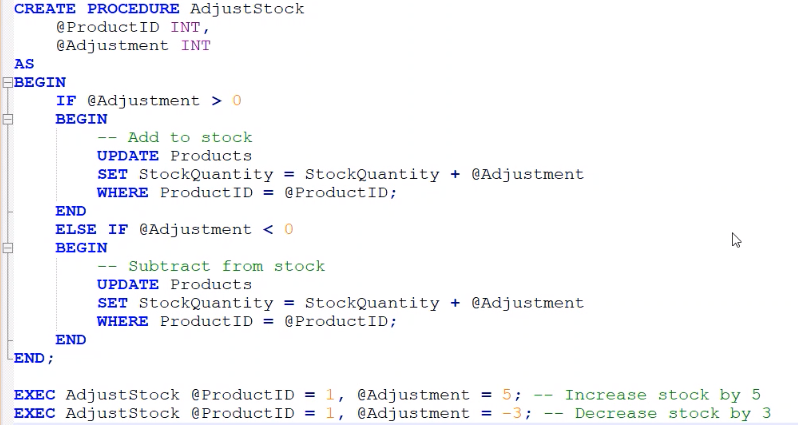 CREATE PROCEDURE AdjustStock
    @ProductID INT,
    @Adjustment INT
AS
BEGIN
    IF @Adjustment > 0
    BEGIN
        -- Add to stock
        UPDATE Products
        SET StockQuantity = StockQuantity + @Adjustment
        WHERE ProductID = @ProductID;
    END
    ELSE IF @Adjustment < 0
    BEGIN
        -- Subtract from stock
        UPDATE Products
        SET StockQuantity = StockQuantity + @Adjustment
        WHERE ProductID = @ProductID;
    END
END;

EXEC AdjustStock @ProductID = 1, @Adjustment = 5; -- Increase stock by 5
EXEC AdjustStock @ProductID = 1, @Adjustment = -3; -- Decrease stock by 3